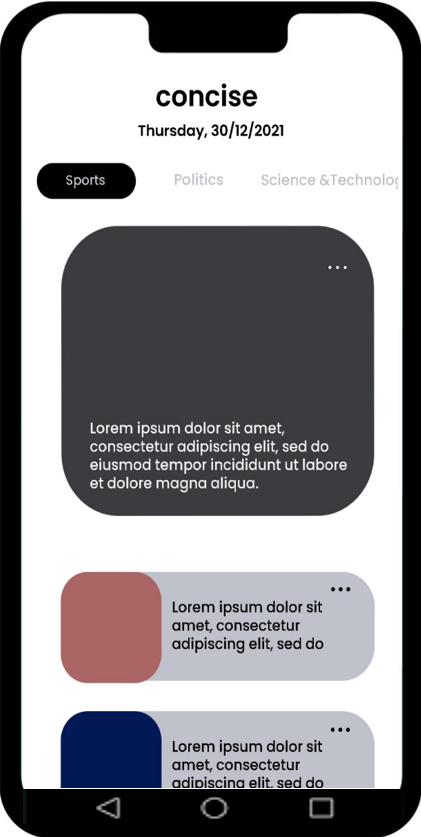 concise
Thursday, 30/12/2021
Sports Politics Science &Technolog
Lorem ipsum dolor sit amet,
consectetur adipiscing elit, sed do
eiusmod tempor incididunt ut labore
et dolore magna aliqua.
Lorem ipsum dolor sit
amet, consectetur
adipiscing elit, sed do
Lorem ipsum dolor sit
amet, consectetur
adipiscing elit, sed do